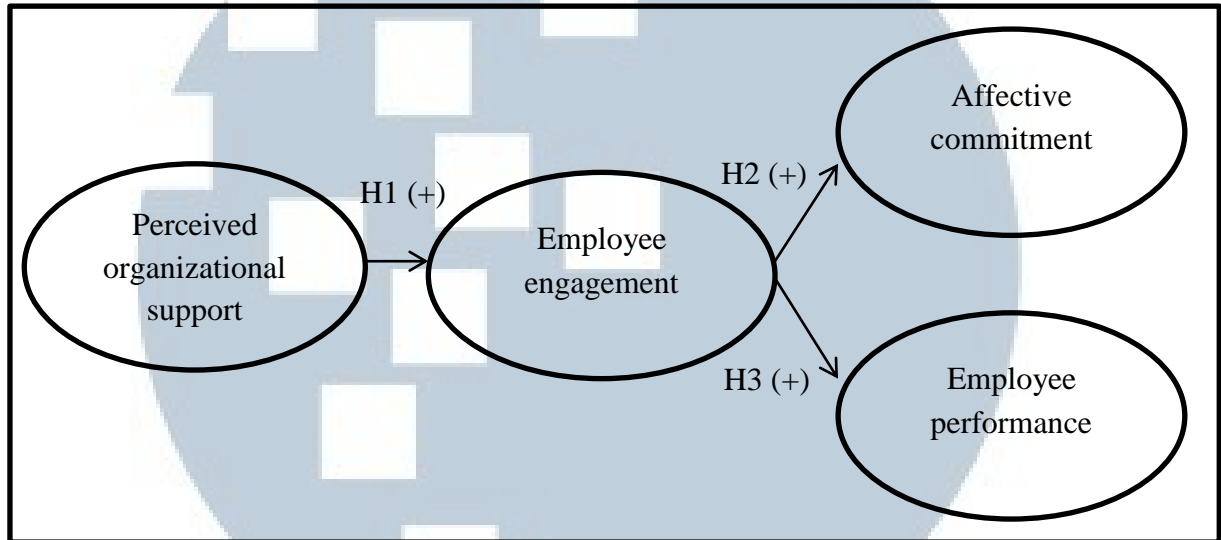 Perceived
organizational
support
H1 (+)
Employee
engagement
H2 (+)
Affective
commitment
H3 (+)
Employee
performance